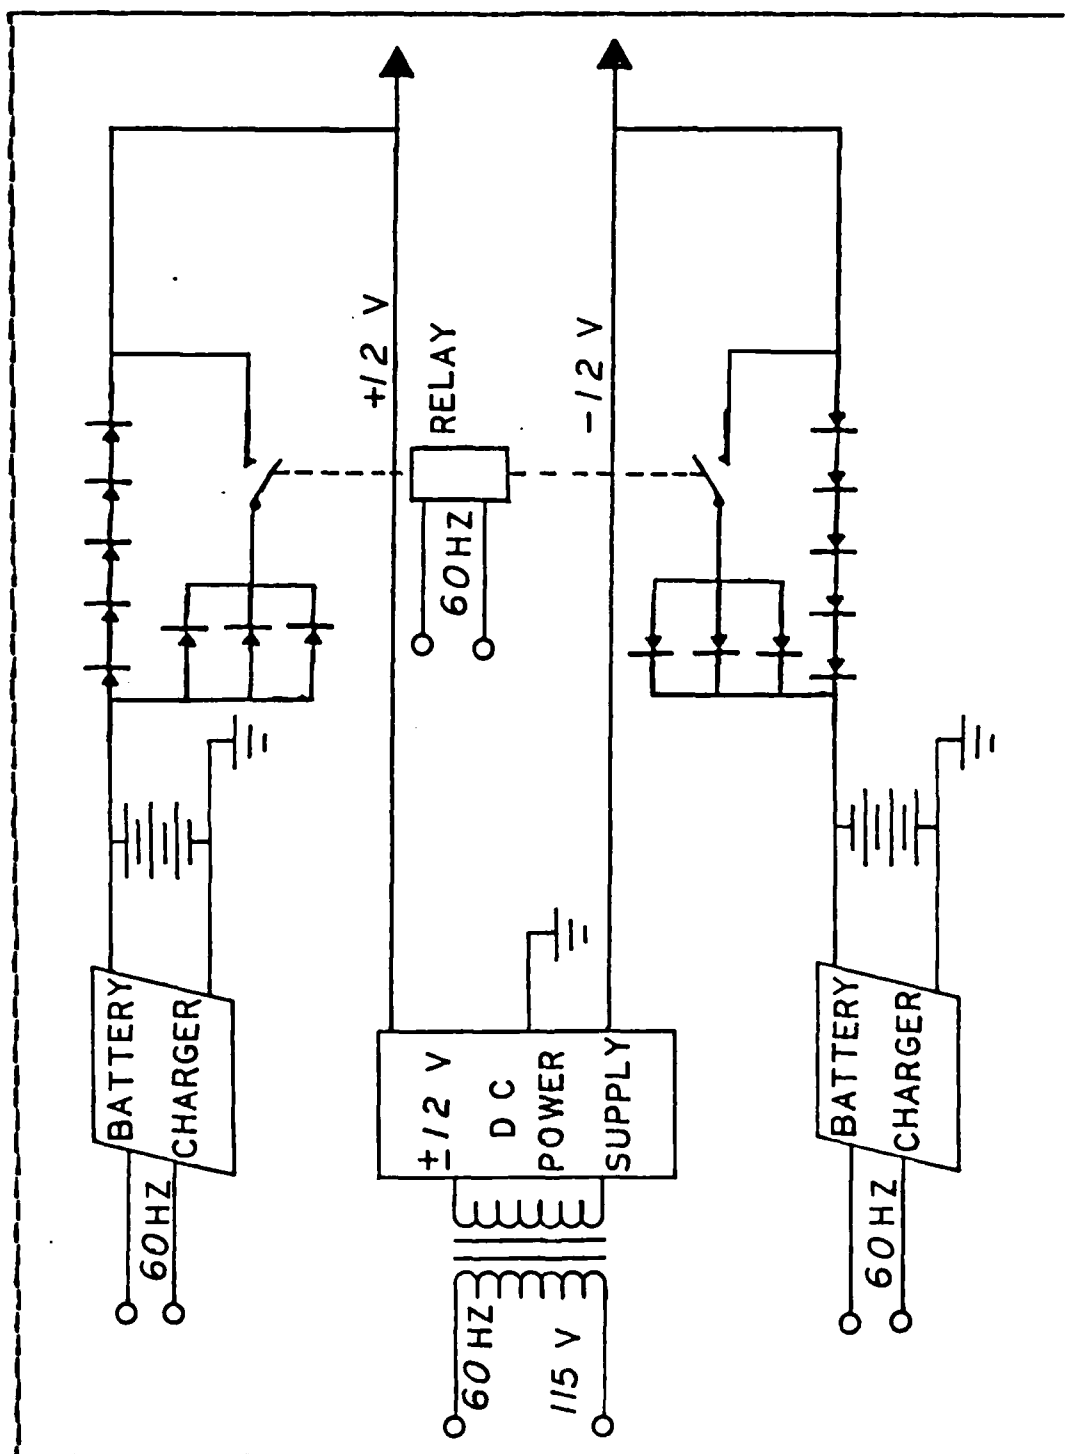 BATTERY
CHARGER
60HZ
+12 V
RELAY
60HZ
-12 V
±12 V
DC
POWER
SUPPLY
60HZ
115 V
BATTERY
CHARGER
60HZ